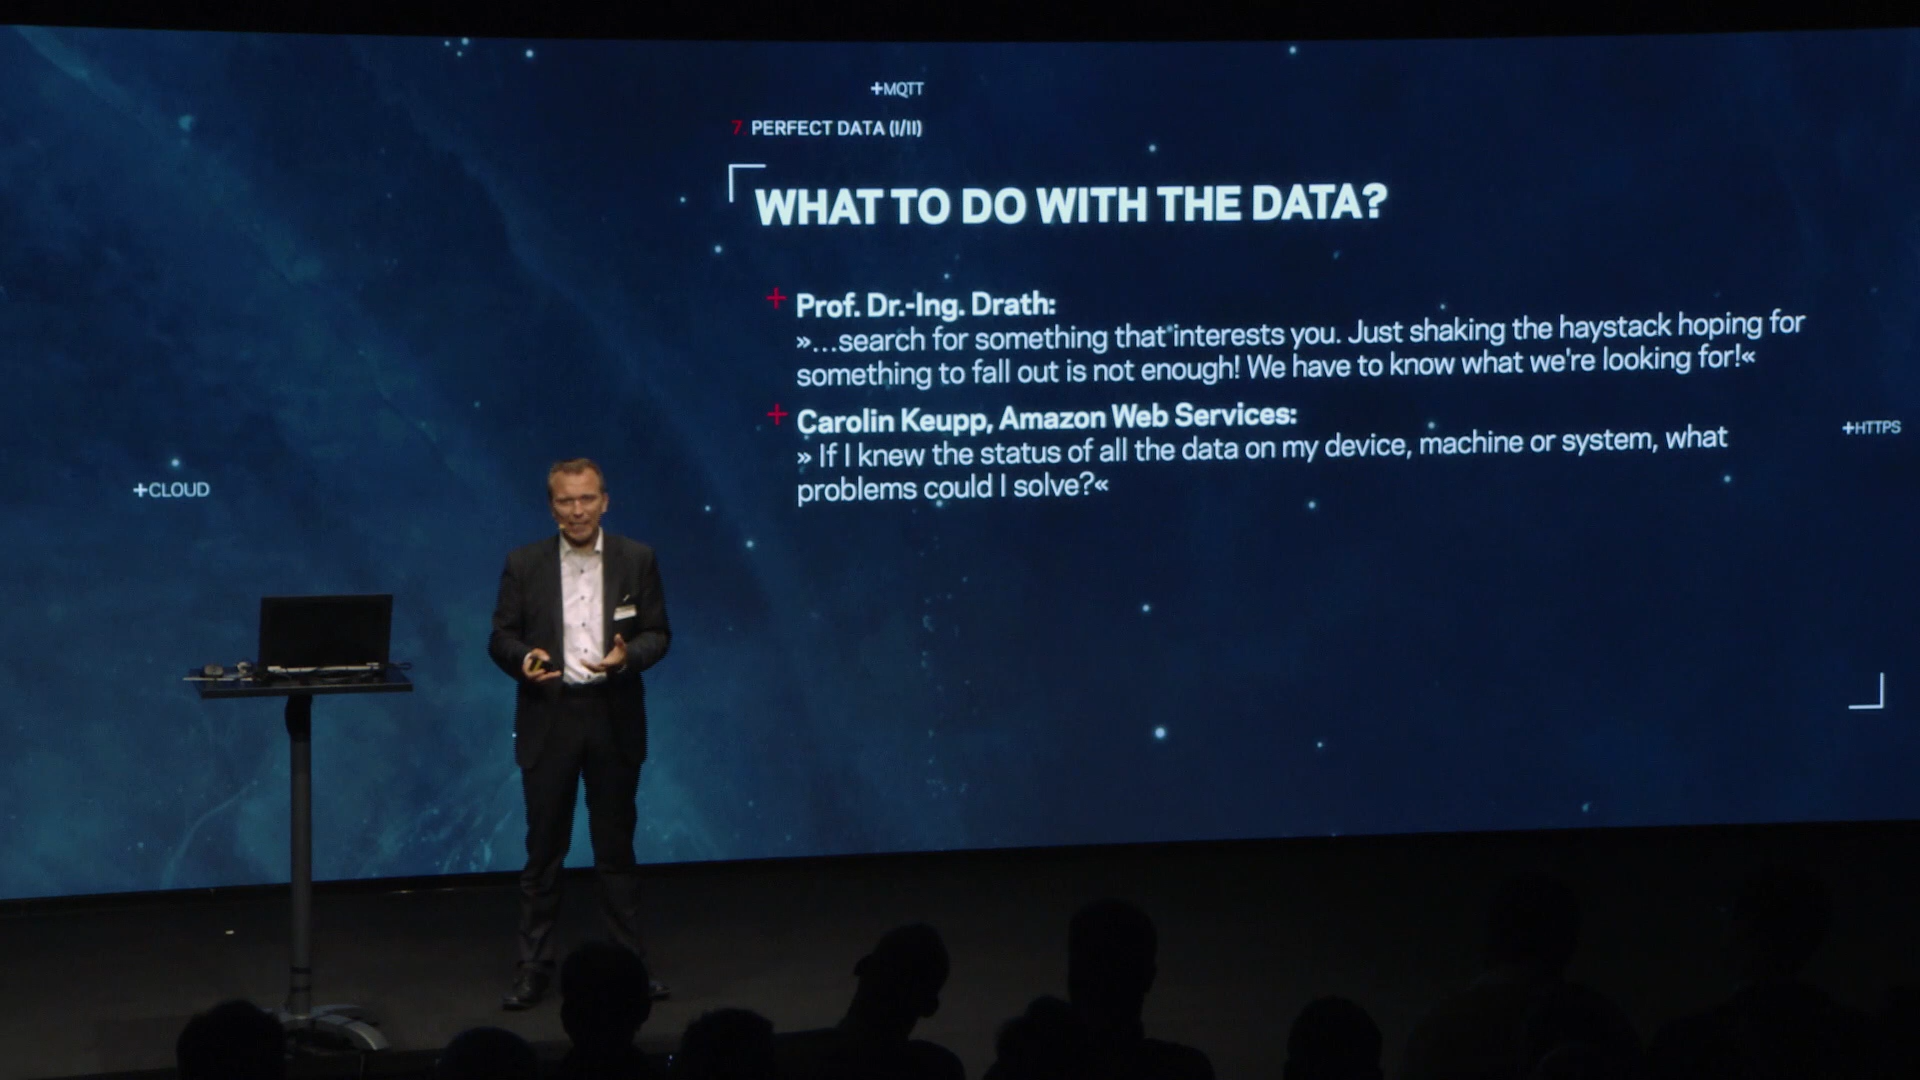 +MQTT
7. PERFECT DATA (I/II)
WHAT TO DO WITH THE DATA?
+ Prof. Dr.-Ing. Drath:
»...search for something that interests you. Just shaking the haystack hoping for
something to fall out is not enough! We have to know what we're looking for!«
+ Carolin Keupp, Amazon Web Services:
» If I knew the status of all the data on my device, machine or system, what
problems could I solve?«
+HTTPS
+CLOUD